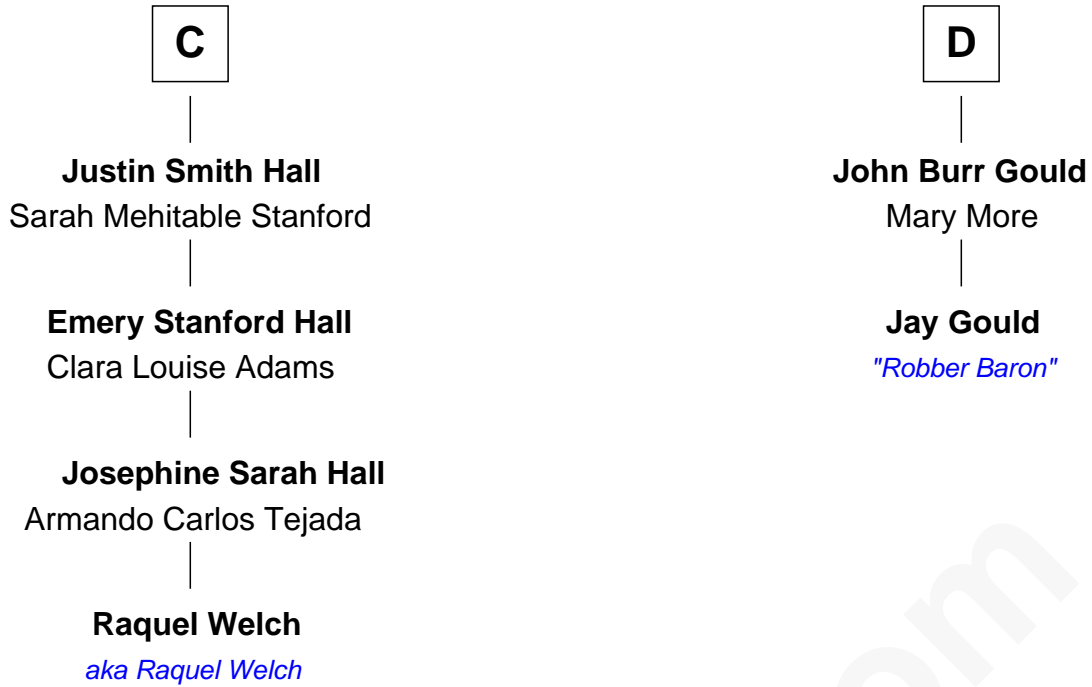 C
Justin Smith Hall
Sarah Mehitable Stanford
Emery Stanford Hall
Clara Louise Adams
Josephine Sarah Hall
Armando Carlos Tejada
Raquel Welch
aka Raquel Welch
D
John Burr Gould
Mary More
Jay Gould
"Robber Baron"
om